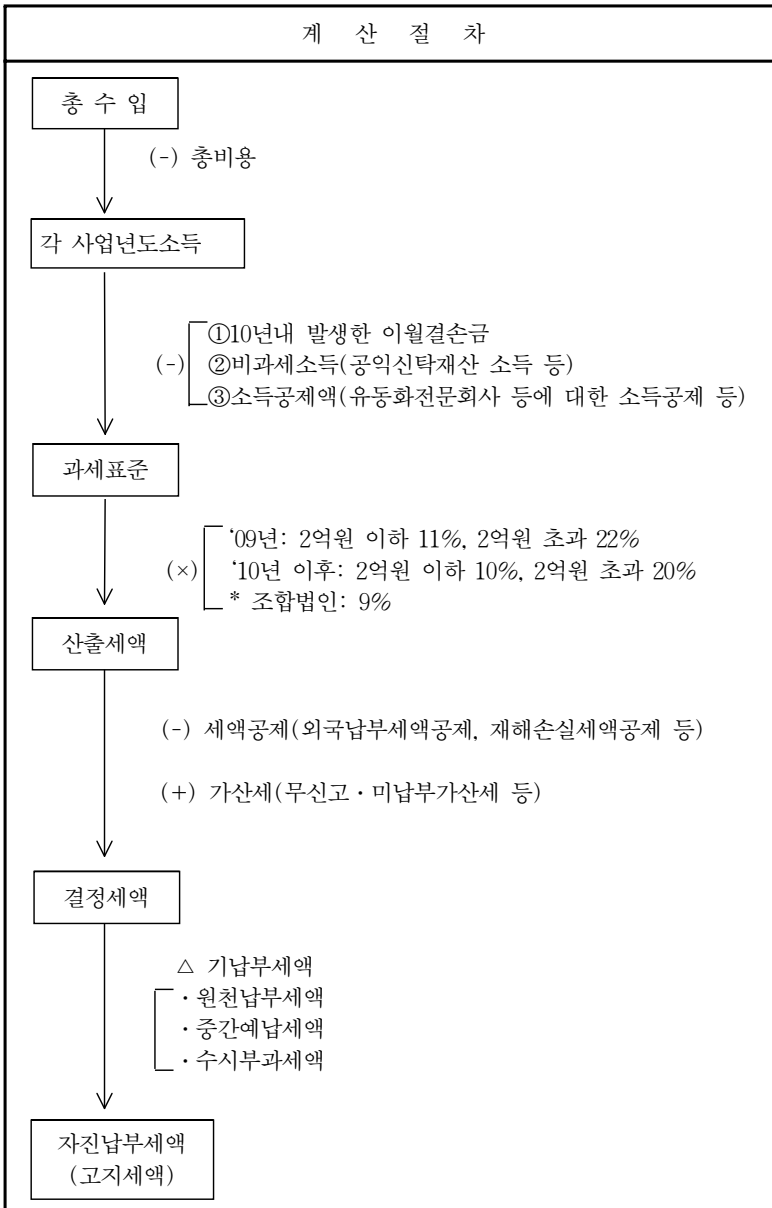 계 산 절 차
총 수 입
(-) 총비용
각 사업년도소득
①10년내 발생한 이월결손금
(-) ②비과세소득(공익신탁재산 소득 등)
③소득공제액(유동화전문회사 등에 대한 소득공제 등)
과세표준
‘09년: 2억원 이하 11%, 2억원 초과 22%
(×) ‘10년 이후: 2억원 이하 10%, 2억원 초과 20%
* 조합법인: 9%
산출세액
(-) 세액공제(외국납부세액공제, 재해손실세액공제 등)
(+) 가산세(무신고・미납부가산세 등)
결정세액
△ 기납부세액
・원천납부세액
・중간예납세액
・수시부과세액
자진납부세액
(고지세액)